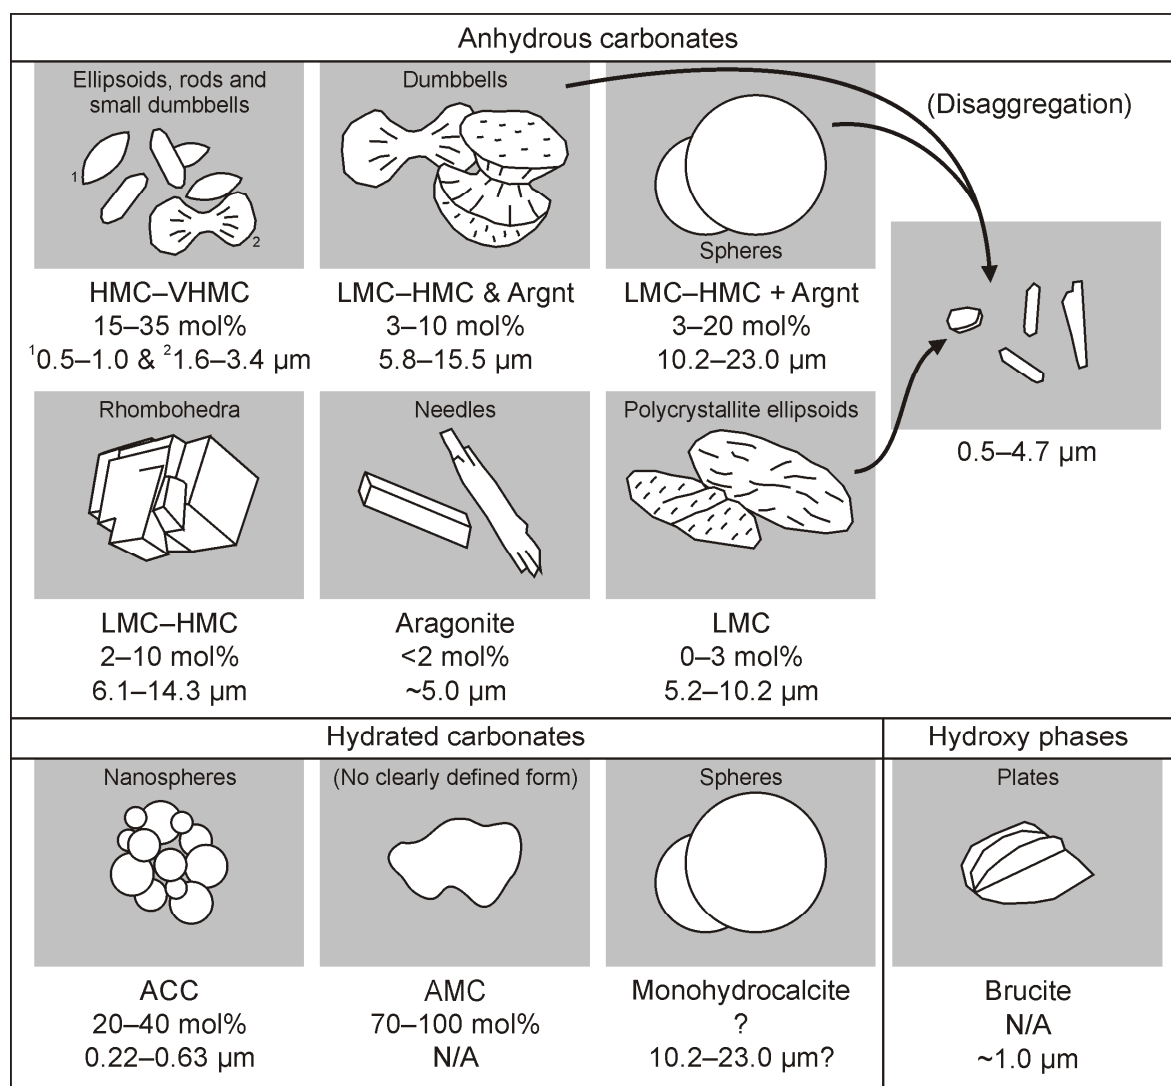 Anhydrous carbonates
Ellipsoids, rods and
small dumbbells
1
2
HMC–VHMC
15–35 mol%
¹0.5–1.0 & ²1.6–3.4 µm
Dumbbells
LMC–HMC & Argnt
3–10 mol%
5.8–15.5 µm
Spheres
LMC–HMC + Argnt
3–20 mol%
10.2–23.0 µm
(Disaggregation)
0.5–4.7 µm
Rhombohedra
LMC–HMC
2–10 mol%
6.1–14.3 µm
Needles
Aragonite
<2 mol%
~5.0 µm
Polycrystallite ellipsoids
LMC
0–3 mol%
5.2–10.2 µm
Hydrated carbonates
Nanospheres
ACC
20–40 mol%
0.22–0.63 µm
(No clearly defined form)
AMC
70–100 mol%
N/A
Spheres
Monohydrocalcite
?
10.2–23.0 µm?
Hydroxy phases
Plates
Brucite
N/A
~1.0 µm